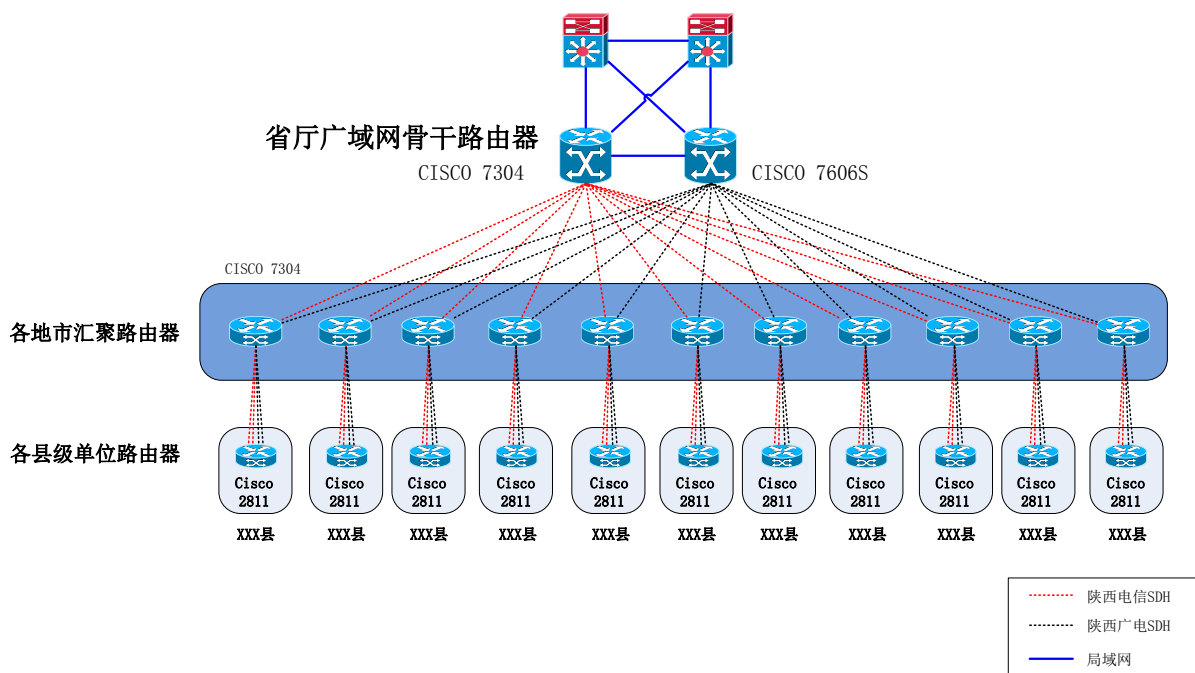 省厅广域网骨干路由器
CISCO 7304
CISCO 7606S
CISCO 7304
各地市汇聚路由器
各县级单位路由器
Cisco
2811
Cisco
2811
Cisco
2811
Cisco
2811
Cisco
2811
Cisco
2811
Cisco
2811
Cisco
2811
Cisco
2811
Cisco
2811
Cisco
2811
XXX县
XXX县
XXX县
XXX县
XXX县
XXX县
XXX县
XXX县
XXX县
XXX县
XXX县
陕西电信SDH
陕西广电SDH
局域网